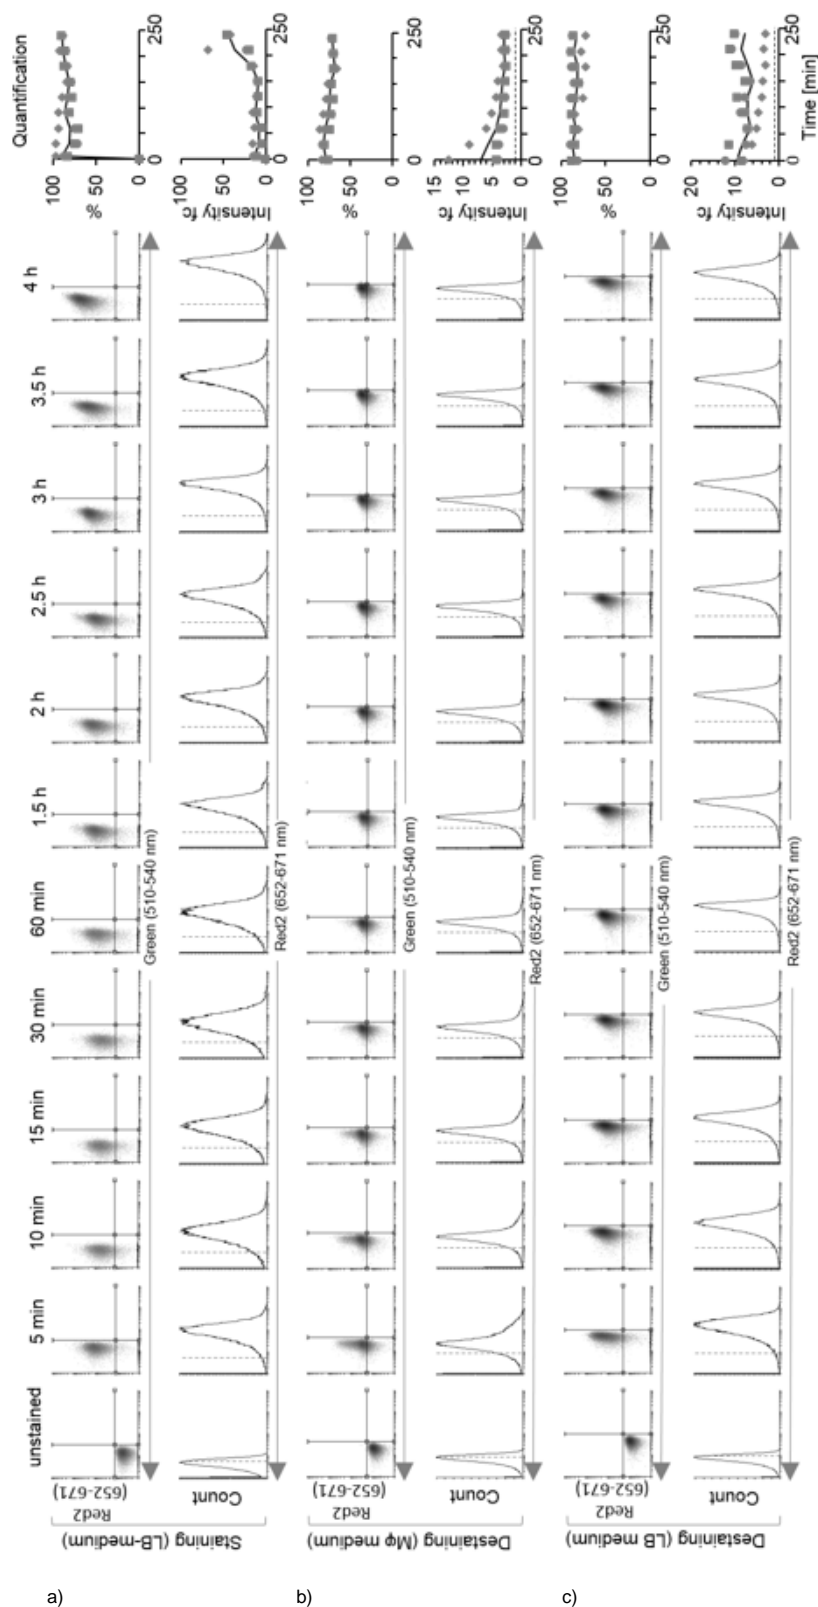 unstained
5 min
10 min
15 min
30 min
60 min
1.5 h
2 h
2.5 h
3 h
3.5 h
4 h
Quantification
a)
Staining (LB-medium)
Red2
(652-671)
Green (510-540 nm)
Count
Red2 (652-671 nm)
%
100
50
0
Intensity fc
100
50
0
0
250
b)
Destaining (Mφ medium)
Red2
(652-671)
Green (510-540 nm)
Count
Red2 (652-671 nm)
%
100
50
0
Intensity fc
15
10
5
0
0
250
c)
Destaining (LB medium)
Red2
(652-671)
Green (510-540 nm)
Count
Red2 (652-671 nm)
%
100
50
0
Intensity fc
20
10
0
0
250
Time [min]